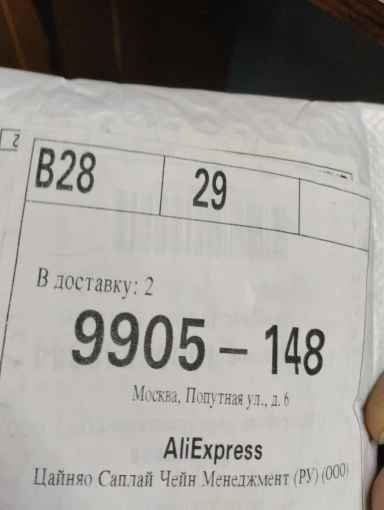 B28 29
В доставку: 2
9905 – 148
Москва, Попутная ул., д. 6
AliExpress
Цайняо Саплай Чейн Менеджмент (РУ) (ООО)